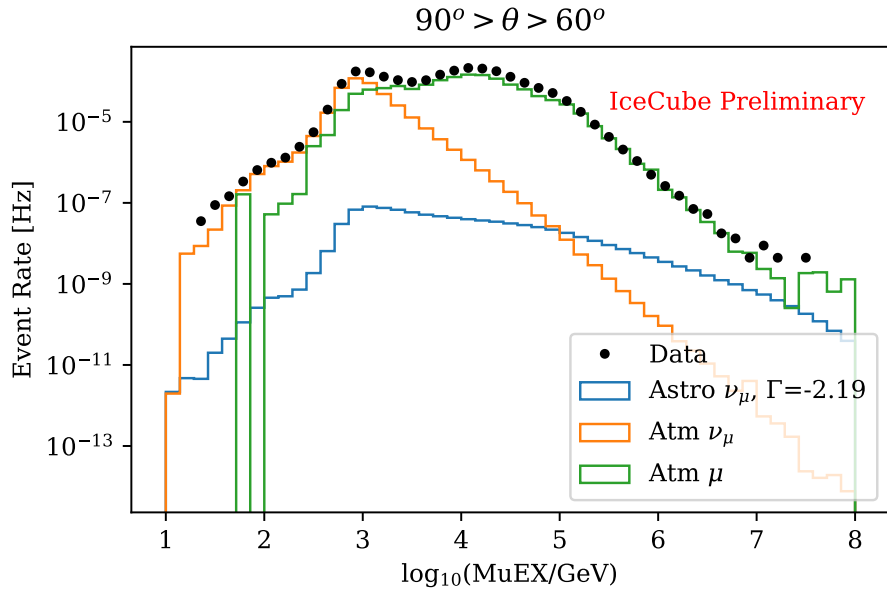 90° > θ > 60°
IceCube Preliminary
Event Rate [Hz]
10⁻⁵
10⁻⁷
10⁻⁹
10⁻¹¹
10⁻¹³
Data
Astro ν_μ, Γ=-2.19
Atm ν_μ
Atm μ
1 2 3 4 5 6 7 8
log₁₀(MuEX/GeV)